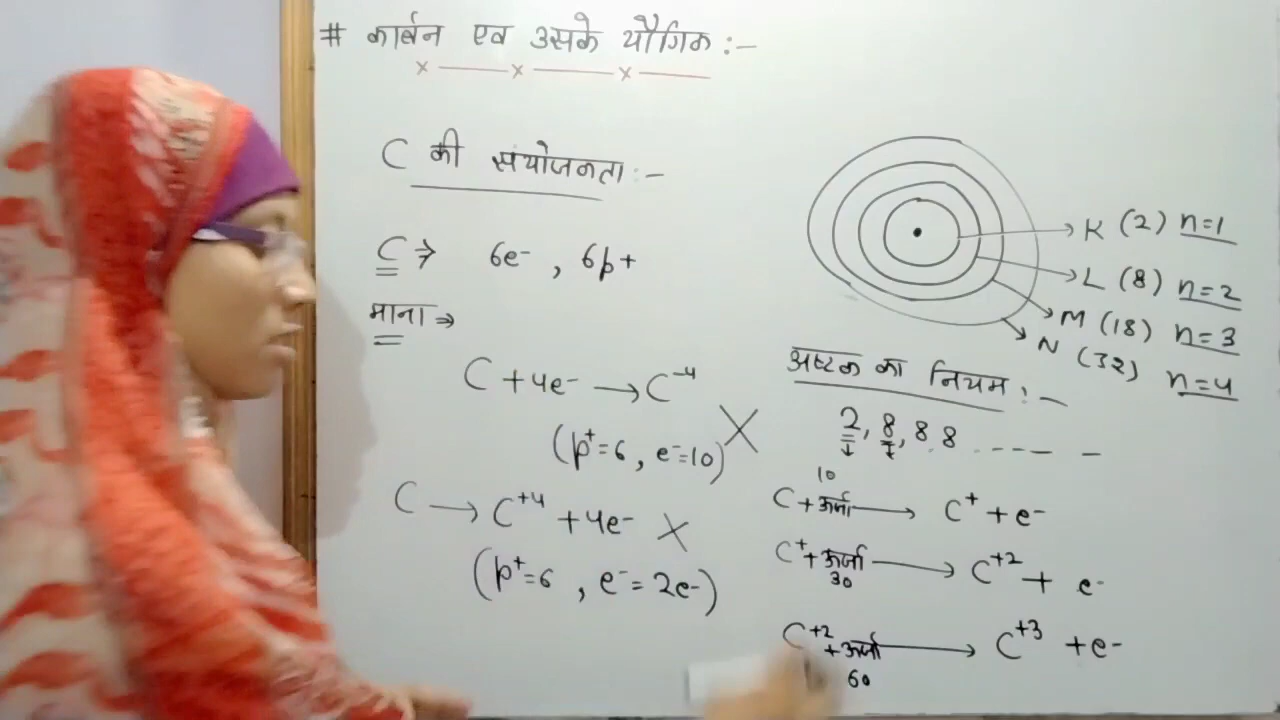 # कार्बन एवं उसके यौगिक :-
C की संयोजकता :-
C ⇒ 6e⁻ , 6p+
माना ⇒
C + 4e⁻ → C⁻⁴
(p⁺=6, e⁻=10)
C → C⁺⁴ + 4e⁻
(p⁺=6, e⁻=2e⁻)
K (2) n=1
L (8) n=2
M (18) n=3
N (32) n=4
अष्टक का नियम :-
2, 8, 8 8 ------
10
C + ऊर्जा → C⁺ + e⁻
C⁺ + ऊर्जा → C⁺² + e⁻
30
C⁺² + ऊर्जा → C⁺³ + e⁻
60